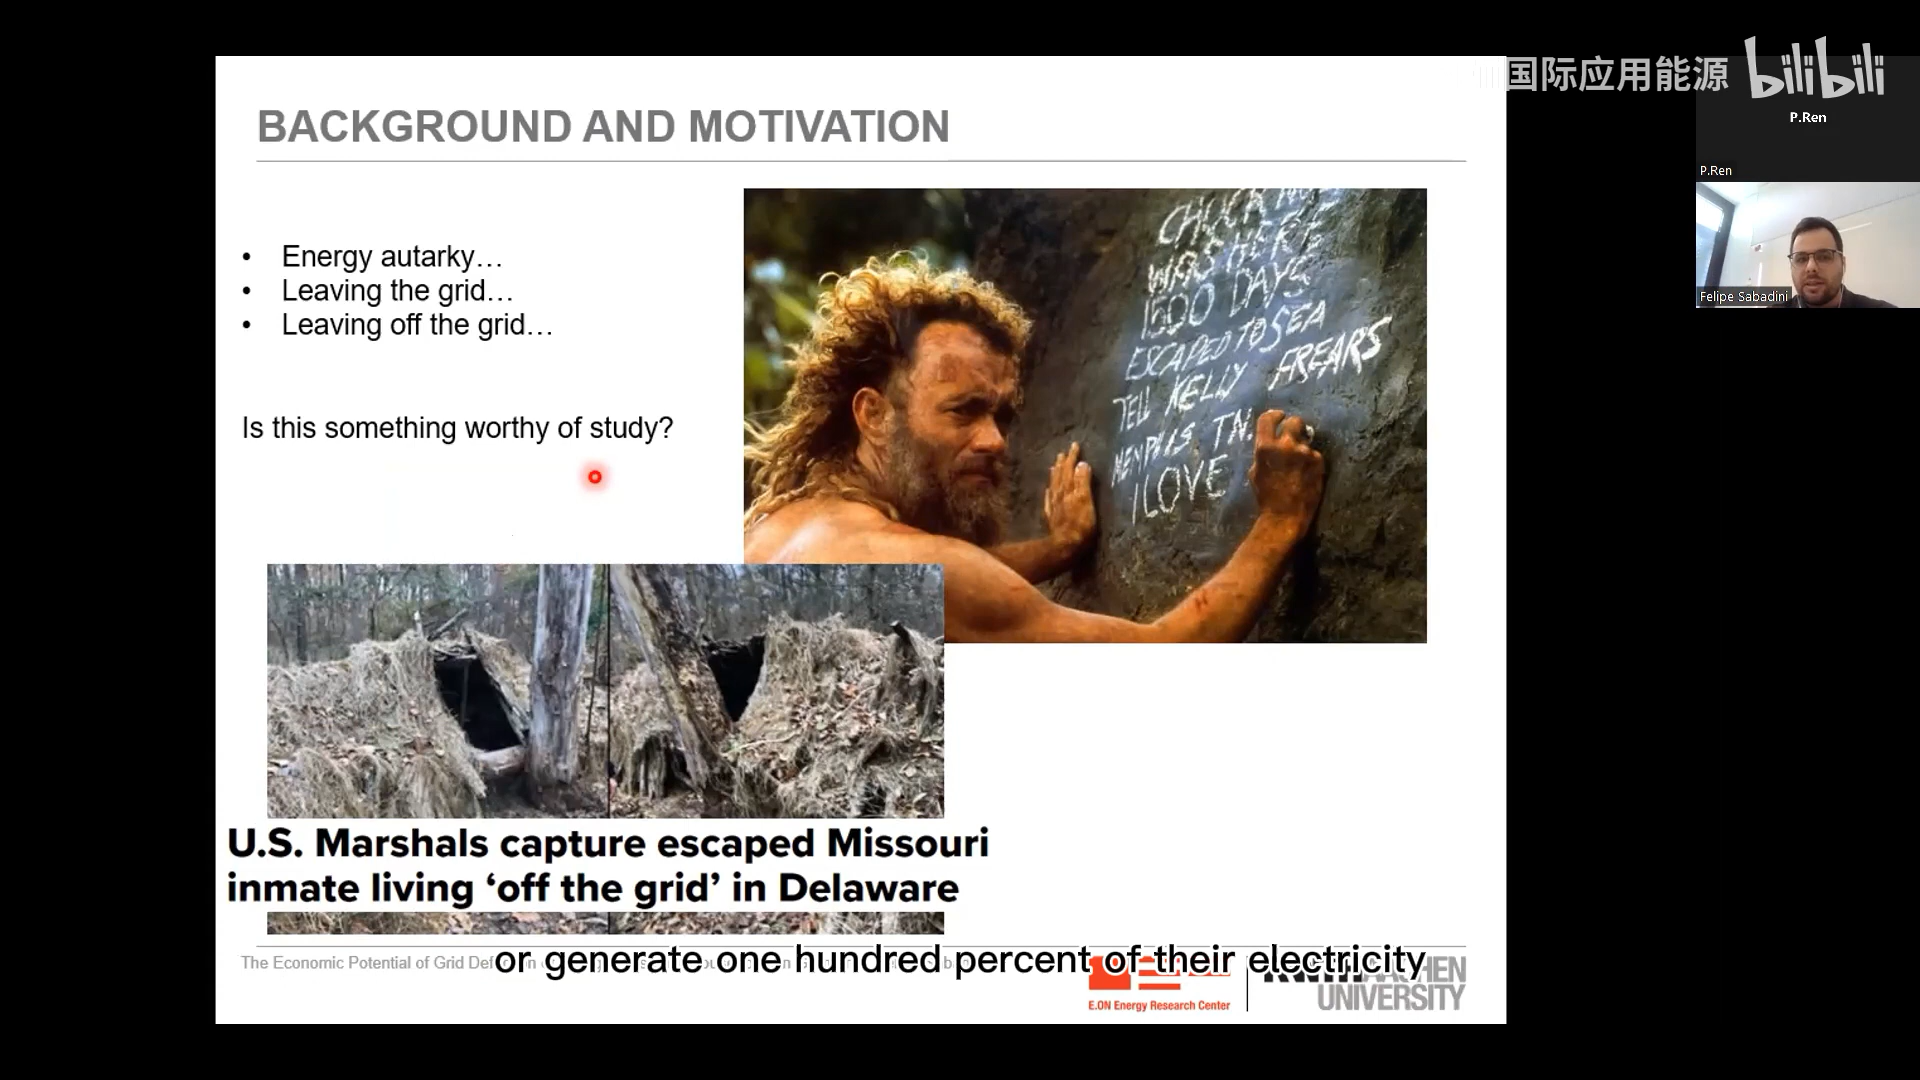 国际应用能源 bilibili
P.Ren
P.Ren
Felipe Sabadini
BACKGROUND AND MOTIVATION
• Energy autarky…
• Leaving the grid…
• Leaving off the grid…
Is this something worthy of study?
WAS HERE
1500 DAYS
ESCAPED TO SEA
TELL KELLY FREARS
TN.
I LOVE
U.S. Marshals capture escaped Missouri
inmate living ‘off the grid’ in Delaware
or generate one hundred percent of their electricity
The Economic Potential of Grid
E.ON Energy Research Center
UNIVERSITY